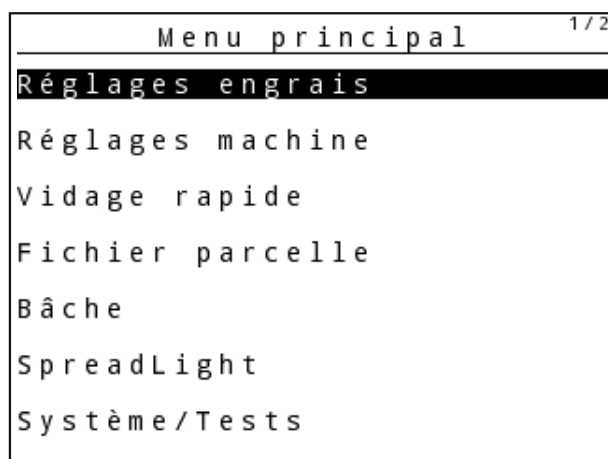 Menu principal 1/2
Réglages engrais
Réglages machine
Vidage rapide
Fichier parcelle
Bâche
SpreadLight
Système/Tests